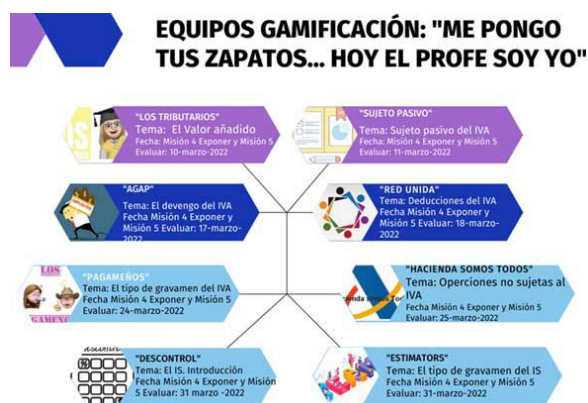 EQUIPOS GAMIFICACIÓN: "ME PONGO
TUS ZAPATOS... HOY EL PROFE SOY YO"
"LOS TRIBUTARIOS"
Tema: El Valor añadido
Fecha: Misión 4 Exponer y Misión 5
Evaluar: 10-marzo-2022
"SUJETO PASIVO"
Tema: Sujeto pasivo del IVA
Fecha: Misión 4 Exponer y Misión 5
Evaluar: 11-marzo-2022
"AGAP"
Tema: El devengo del IVA
Fecha Misión 4 Exponer y
Misión 5 Evaluar: 17-marzo-
2022
"RED UNIDA"
Tema: Deducciones del IVA
Fecha Misión 4 Exponer y
Misión 5 Evaluar: 18-marzo-
2022
LOS
GAMEÑO
"PAGAMEÑOS"
Tema: El tipo de gravamen del IVA
Fecha Misión 4 Exponer y Misión 5
Evaluar: 24-marzo-2022
"HACIENDA SOMOS TODOS"
Tema: Operciones no sujetas al
IVA
Fecha Misión 4 Exponer y Misión 5
Evaluar: 25-marzo-2022
"DESCONTROL"
Tema: El IS. Introducción
Fecha Misión 4 Exponer y Misión
5 Evaluar: 31 marzo -2022
"ESTIMATORS"
Tema: El tipo de gravamen del IS
Fecha Misión 4 Exponer y Misión 5
Evaluar: 31-marzo-2022